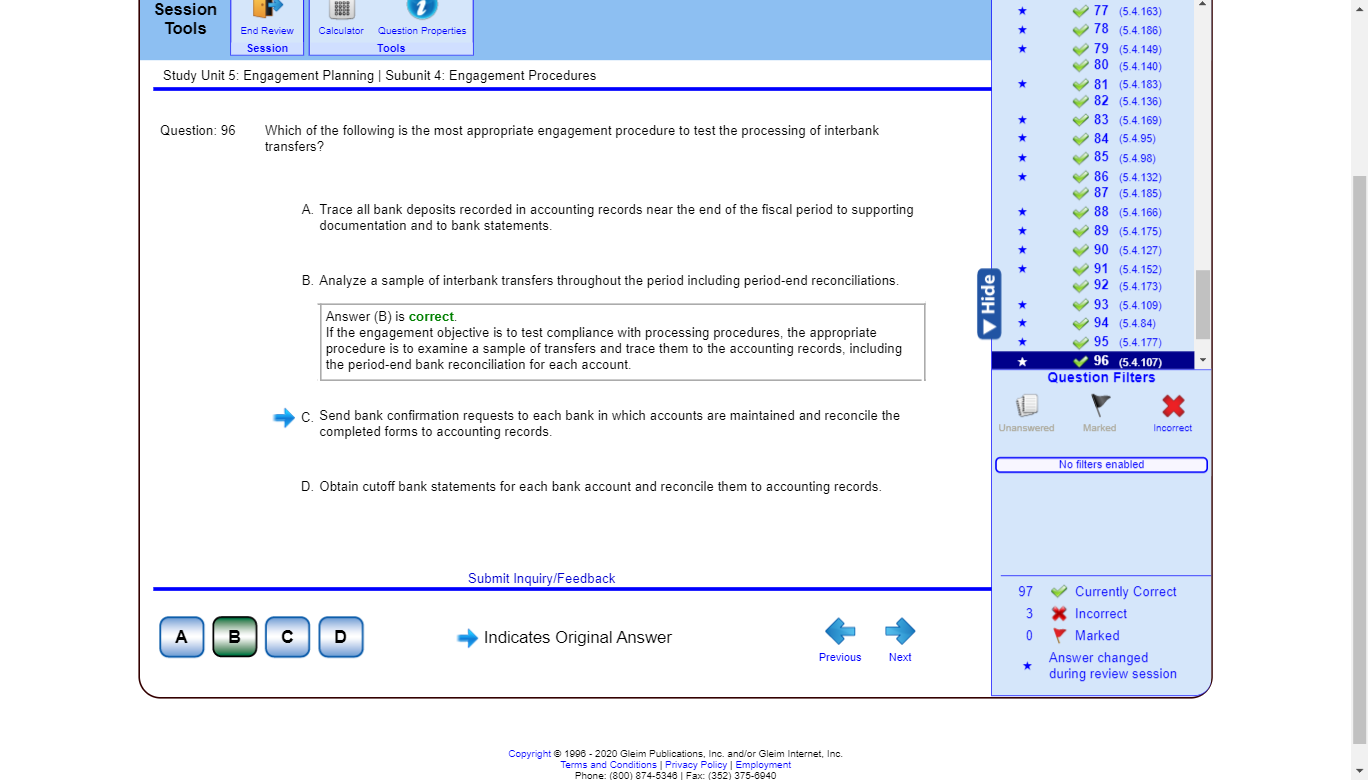 Session
Tools
End Review
Session
Calculator
Question Properties
Tools
Study Unit 5: Engagement Planning | Subunit 4: Engagement Procedures
Question: 96
Which of the following is the most appropriate engagement procedure to test the processing of interbank
transfers?
A. Trace all bank deposits recorded in accounting records near the end of the fiscal period to supporting
documentation and to bank statements.
B. Analyze a sample of interbank transfers throughout the period including period-end reconciliations.
Answer (B) is correct.
If the engagement objective is to test compliance with processing procedures, the appropriate
procedure is to examine a sample of transfers and trace them to the accounting records, including
the period-end bank reconciliation for each account.
C. Send bank confirmation requests to each bank in which accounts are maintained and reconcile the
completed forms to accounting records.
D. Obtain cutoff bank statements for each bank account and reconcile them to accounting records.
Submit Inquiry/Feedback
A B C D
Indicates Original Answer
Previous
Next
77 (5.4.163)
78 (5.4.186)
79 (5.4.149)
80 (5.4.140)
81 (5.4.183)
82 (5.4.136)
83 (5.4.169)
84 (5.4.95)
85 (5.4.98)
86 (5.4.132)
87 (5.4.185)
88 (5.4.166)
89 (5.4.175)
90 (5.4.127)
91 (5.4.152)
92 (5.4.173)
93 (5.4.109)
94 (5.4.84)
95 (5.4.177)
96 (5.4.107)
Hide
Question Filters
Unanswered
Marked
Incorrect
No filters enabled
97 Currently Correct
3 Incorrect
0 Marked
Answer changed
during review session
Copyright © 1996 - 2020 Gleim Publications, Inc. and/or Gleim Internet, Inc.
Terms and Conditions | Privacy Policy | Employment
Phone: (800) 874-5346 | Fax: (352) 375-6940